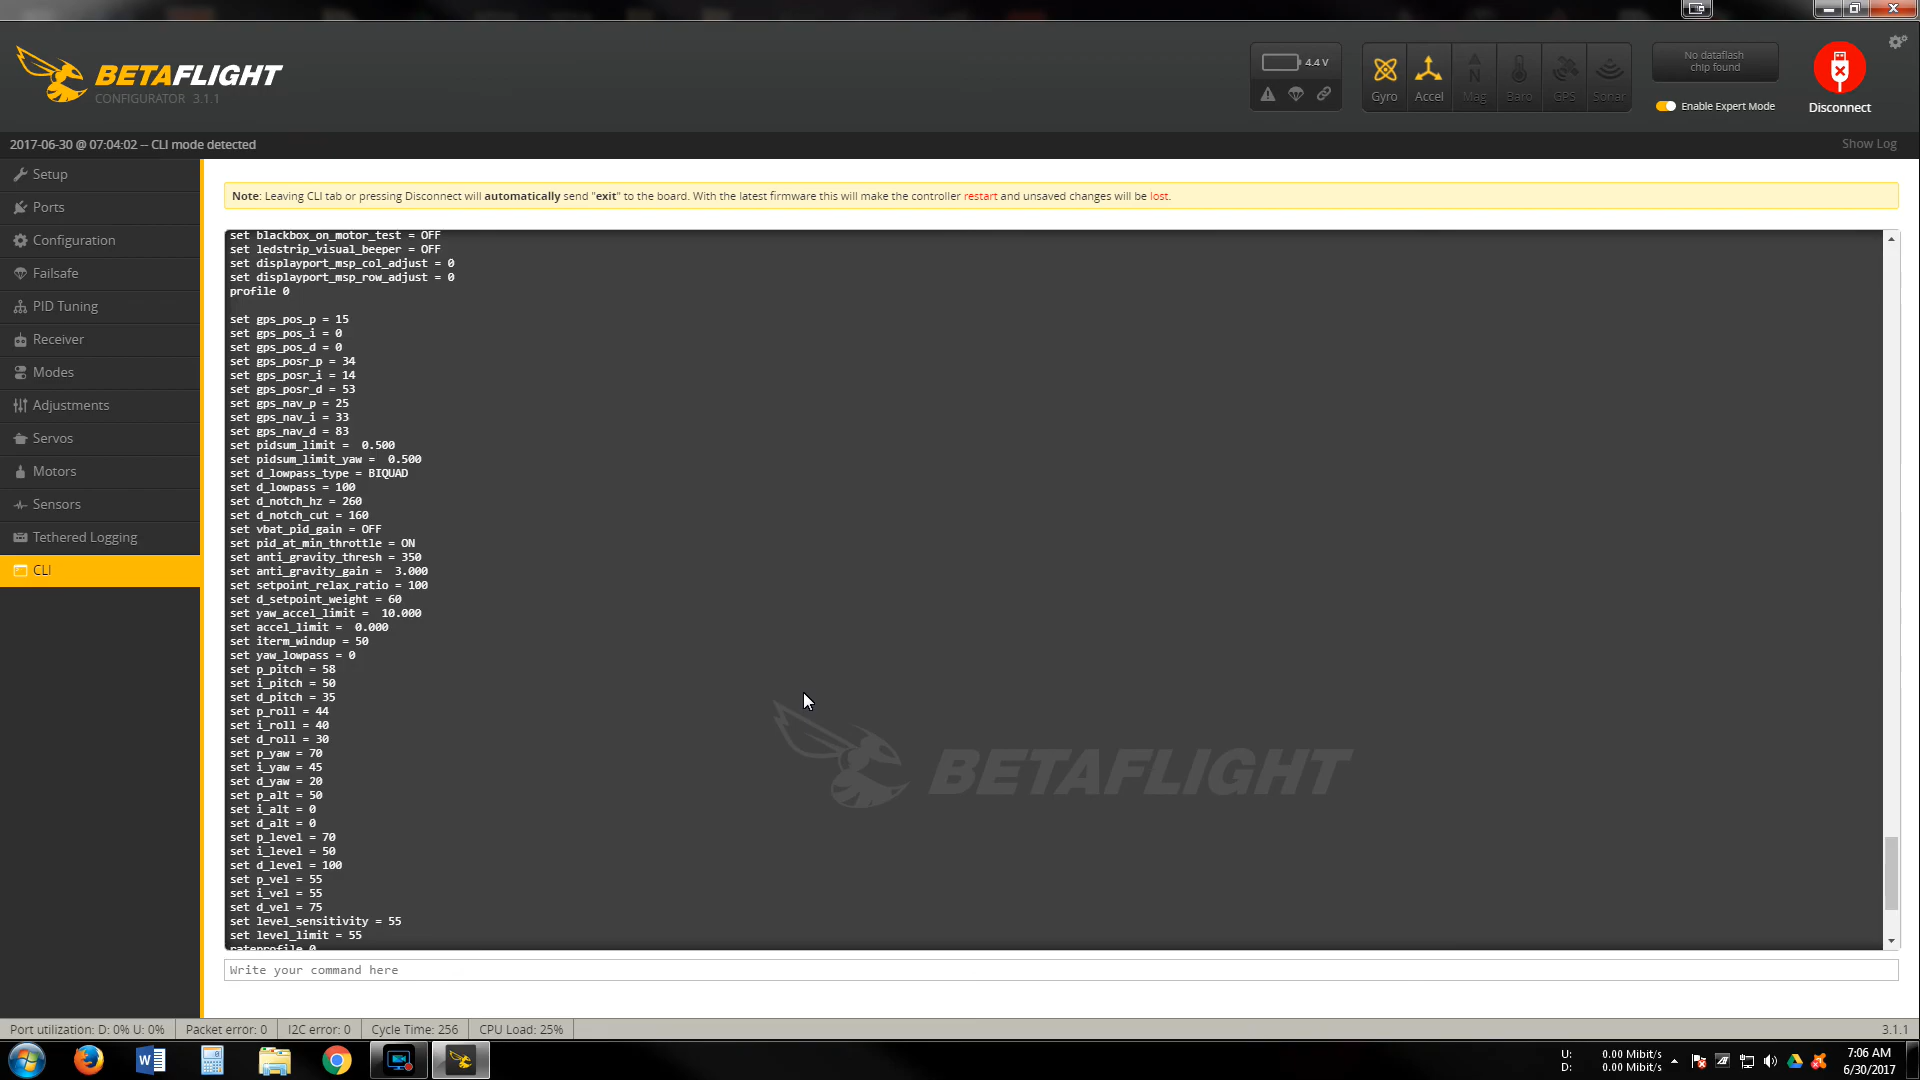 BETAFLIGHT
CONFIGURATOR 3.1.1
4.4 V
Gyro
Accel
Mag
Baro
GPS
Sonar
No dataflash
chip found
Enable Expert Mode
Disconnect
2017-06-30 @ 07:04:02 -- CLI mode detected
Show Log
Setup
Ports
Configuration
Failsafe
PID Tuning
Receiver
Modes
Adjustments
Servos
Motors
Sensors
Tethered Logging
CLI
Note: Leaving CLI tab or pressing Disconnect will automatically send "exit" to the board. With the latest firmware this will make the controller restart and unsaved changes will be lost.
set blackbox_on_motor_test = OFF
set ledstrip_visual_beeper = OFF
set displayport_msp_col_adjust = 0
set displayport_msp_row_adjust = 0
profile 0
set gps_pos_p = 15
set gps_pos_i = 0
set gps_pos_d = 0
set gps_posr_p = 34
set gps_posr_i = 14
set gps_posr_d = 53
set gps_nav_p = 25
set gps_nav_i = 33
set gps_nav_d = 83
set pidsum_limit =  0.500
set pidsum_limit_yaw =  0.500
set d_lowpass_type = BIQUAD
set d_lowpass = 100
set d_notch_hz = 260
set d_notch_cut = 160
set vbat_pid_gain = OFF
set pid_at_min_throttle = ON
set anti_gravity_thresh = 350
set anti_gravity_gain =  3.000
set setpoint_relax_ratio = 100
set d_setpoint_weight = 60
set yaw_accel_limit =  10.000
set accel_limit =  0.000
set iterm_windup = 50
set yaw_lowpass = 0
set p_pitch = 58
set i_pitch = 50
set d_pitch = 35
set p_roll = 44
set i_roll = 40
set d_roll = 30
set p_yaw = 70
set i_yaw = 45
set d_yaw = 20
set p_alt = 50
set i_alt = 0
set d_alt = 0
set p_level = 70
set i_level = 50
set d_level = 100
set p_vel = 55
set i_vel = 55
set d_vel = 75
set level_sensitivity = 55
set level_limit = 55
rateprofile 0
BETAFLIGHT
Write your command here
Port utilization: D: 0% U: 0%
Packet error: 0
I2C error: 0
Cycle Time: 256
CPU Load: 25%
3.1.1
U: 0.00 Mibit/s
D: 0.00 Mibit/s
7:06 AM
6/30/2017